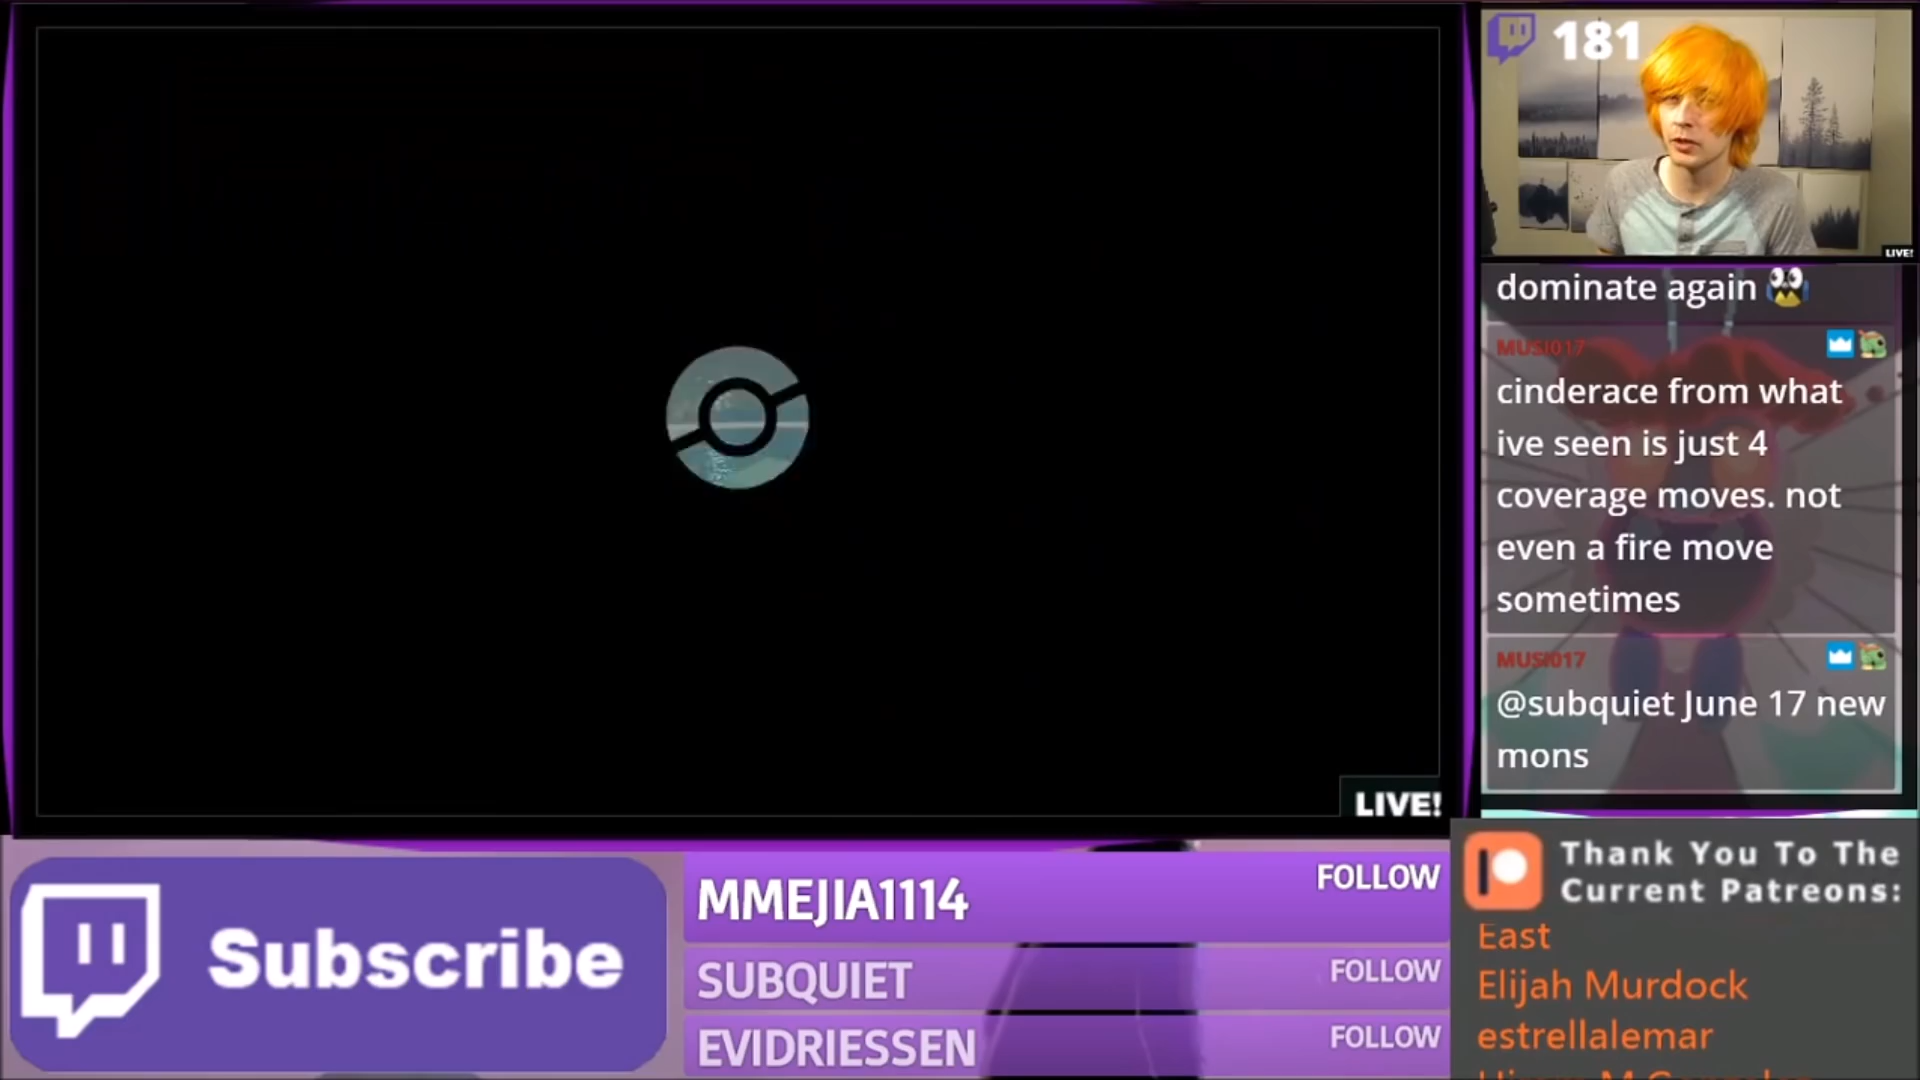 181
LIVE!
dominate again
MUSI017
cinderace from what
ive seen is just 4
coverage moves. not
even a fire move
sometimes
MUSI017
@subquiet June 17 new
mons
LIVE!
Subscribe
MMEJIA1114 FOLLOW
SUBQUIET FOLLOW
EVIDRIESSEN FOLLOW
Thank You To The
Current Patreons:
East
Elijah Murdock
estrellalemar